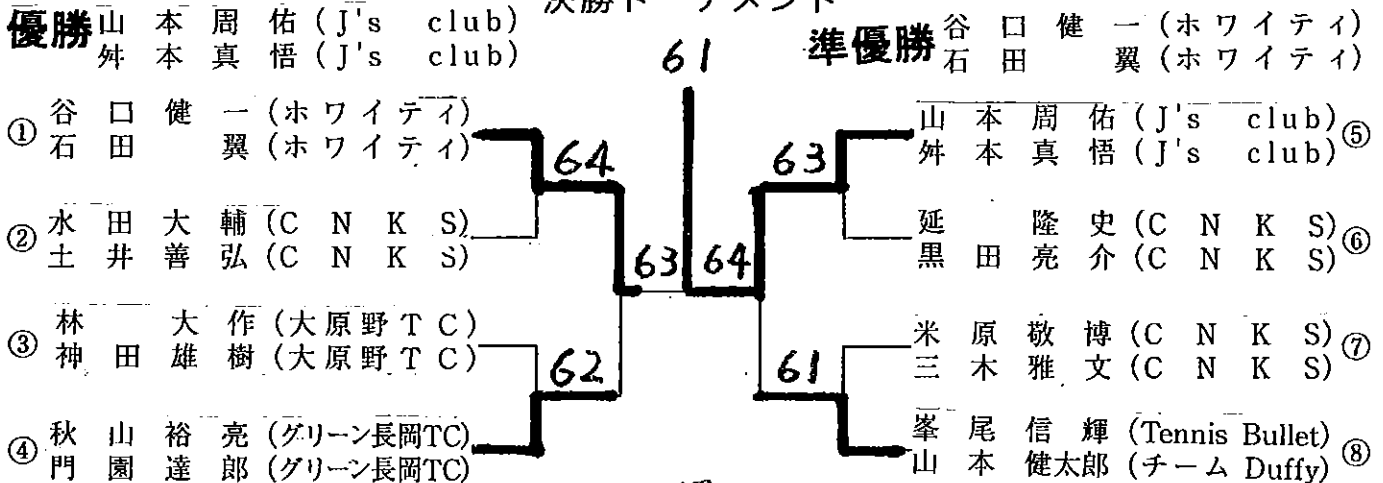 決勝トーナメント
優勝 山本周佑 (J's club)
舛本真悟 (J's club)
準優勝 谷口健一 (ホワイティ)
石田翼 (ホワイティ)
61
① 谷口健一 (ホワイティ)
石田翼 (ホワイティ)
② 水田大輔 (CNKS)
土井善弘 (CNKS)
③ 林大作 (大原野TC)
神田雄樹 (大原野TC)
④ 秋山裕亮 (グリーン長岡TC)
門園達郎 (グリーン長岡TC)
64
62
63
64
63
61
山本周佑 (J's club) ⑤
舛本真悟 (J's club)
延隆史 (CNKS) ⑥
黒田亮介 (CNKS)
米原敬博 (CNKS) ⑦
三木雅文 (CNKS)
峯尾信輝 (Tennis Bullet) ⑧
山本健太郎 (チーム Duffy)